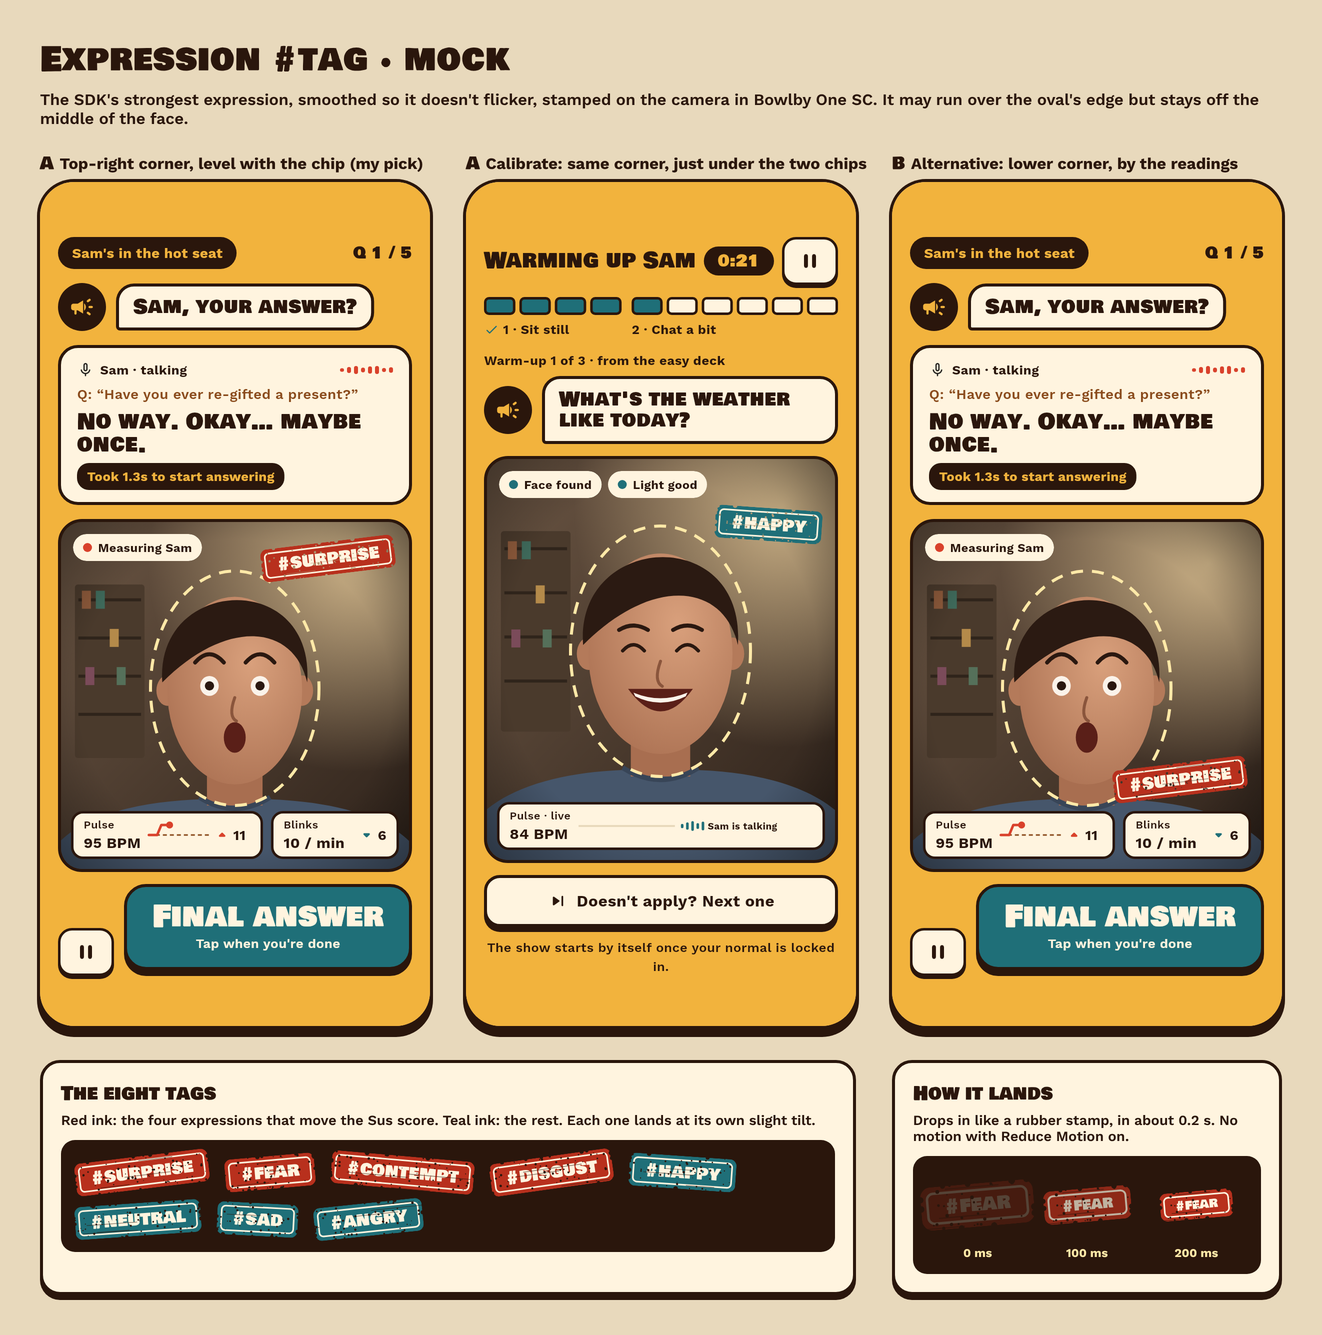 Expression #tag • mock
The SDK's strongest expression, smoothed so it doesn't flicker, stamped on the camera in Bowlby One SC. It may run over the oval's edge but stays off the
middle of the face.
A Top-right corner, level with the chip (my pick)
Sam's in the hot seat
Q 1 / 5
Sam, your answer?
Sam · talking
Q: “Have you ever re-gifted a present?”
No way. Okay... maybe
once.
Took 1.3s to start answering
Measuring Sam
#SURPRISE
Pulse
95 BPM
11
Blinks
10 / min
6
Final answer
Tap when you're done
A Calibrate: same corner, just under the two chips
Warming up Sam
0:21
1 · Sit still
2 · Chat a bit
Warm-up 1 of 3 · from the easy deck
What's the weather
like today?
Face found
Light good
#HAPPY
Pulse · live
84 BPM
Sam is talking
Doesn't apply? Next one
The show starts by itself once your normal is locked
in.
B Alternative: lower corner, by the readings
Sam's in the hot seat
Q 1 / 5
Sam, your answer?
Sam · talking
Q: “Have you ever re-gifted a present?”
No way. Okay... maybe
once.
Took 1.3s to start answering
Measuring Sam
#SURPRISE
Pulse
95 BPM
11
Blinks
10 / min
6
Final answer
Tap when you're done
The eight tags
Red ink: the four expressions that move the Sus score. Teal ink: the rest. Each one lands at its own slight tilt.
#SURPRISE #FEAR #CONTEMPT #DISGUST #HAPPY
#NEUTRAL #SAD #ANGRY
How it lands
Drops in like a rubber stamp, in about 0.2 s. No
motion with Reduce Motion on.
#FEAR #FEAR #FEAR
0 ms 100 ms 200 ms